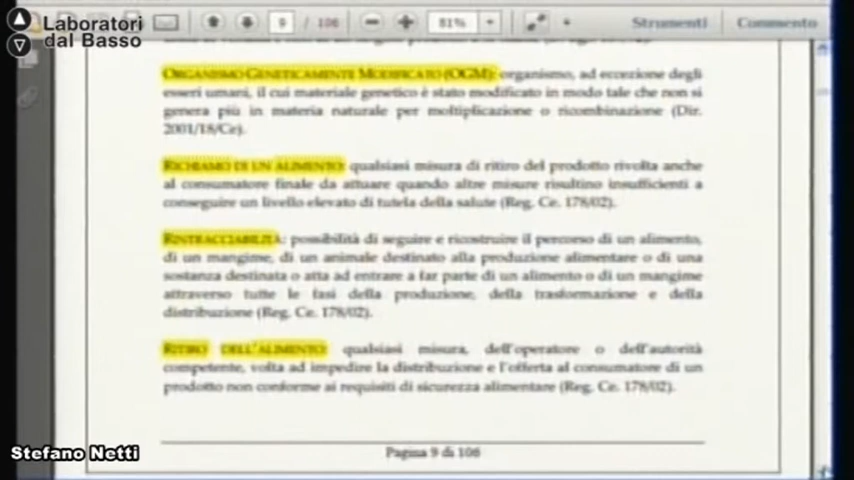 Laboratori
dal Basso
9 / 106
81%
Strumenti
Commento
ORGANISMO GENETICAMENTE MODIFICATO (OGM): organismo, ad eccezione degli
esseri umani, il cui materiale genetico è stato modificato in modo tale che non si
genera più in materia naturale per moltiplicazione o ricombinazione (Dir.
2001/18/Ce).
RICHIAMO DI UN ALIMENTO: qualsiasi misura di ritiro del prodotto rivolta anche
al consumatore finale da attuare quando altre misure risultino insufficienti a
conseguire un livello elevato di tutela della salute (Reg. Ce. 178/02).
RINTRACCIABILITÀ: possibilità di seguire e ricostruire il percorso di un alimento,
di un mangime, di un animale destinato alla produzione alimentare o di una
sostanza destinata o atta ad entrare a far parte di un alimento o di un mangime
attraverso tutte le fasi della produzione, della trasformazione e della
distribuzione (Reg. Ce. 178/02).
RITIRO DELL'ALIMENTO: qualsiasi misura, dell'operatore o dell'autorità
competente, volta ad impedire la distribuzione e l'offerta al consumatore di un
prodotto non conforme ai requisiti di sicurezza alimentare (Reg. Ce. 178/02).
Pagina 9 di 106
Stefano Netti